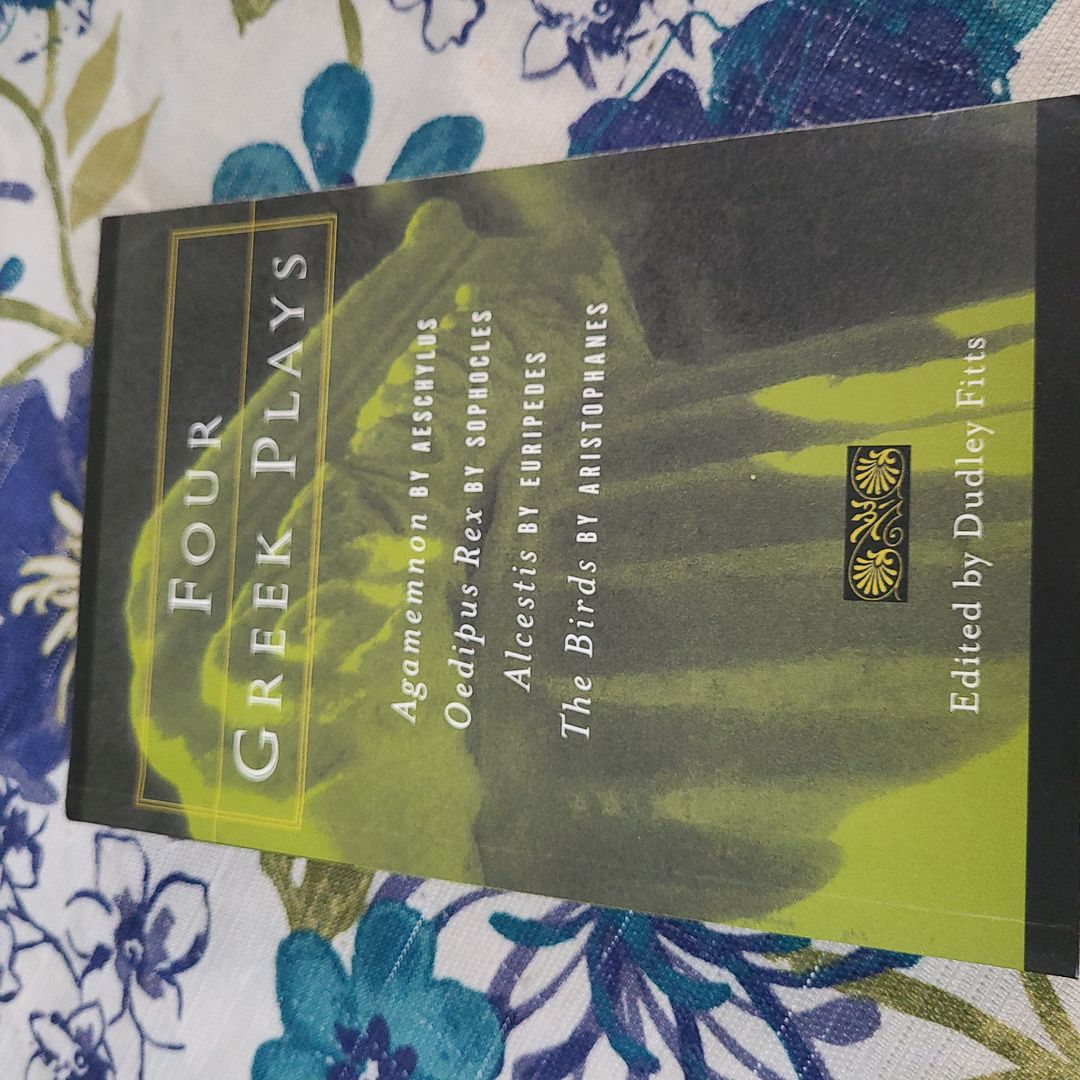 FOUR
GREEK PLAYS
Agamemnon BY AESCHYLUS
Oedipus Rex BY SOPHOCLES
Alcestis BY EURIPEDES
The Birds BY ARISTOPHANES
Edited by Dudley Fitts